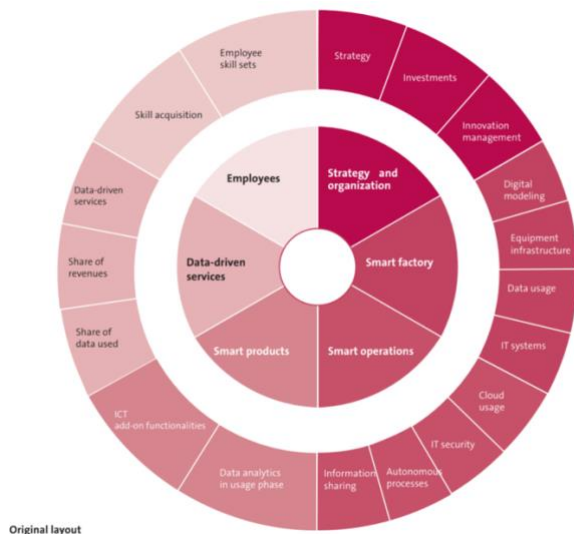 Employee
skill sets
Strategy
Investments
Innovation
management
Digital
modeling
Equipment
infrastructure
Data usage
IT systems
Cloud
usage
IT security
Autonomous
processes
Information
sharing
Data analytics
in usage phase
ICT
add-on functionalities
Share of
data used
Share of
revenues
Data-driven
services
Skill acquisition
Employees
Strategy and
organization
Smart factory
Smart operations
Smart products
Data-driven
services
Original layout